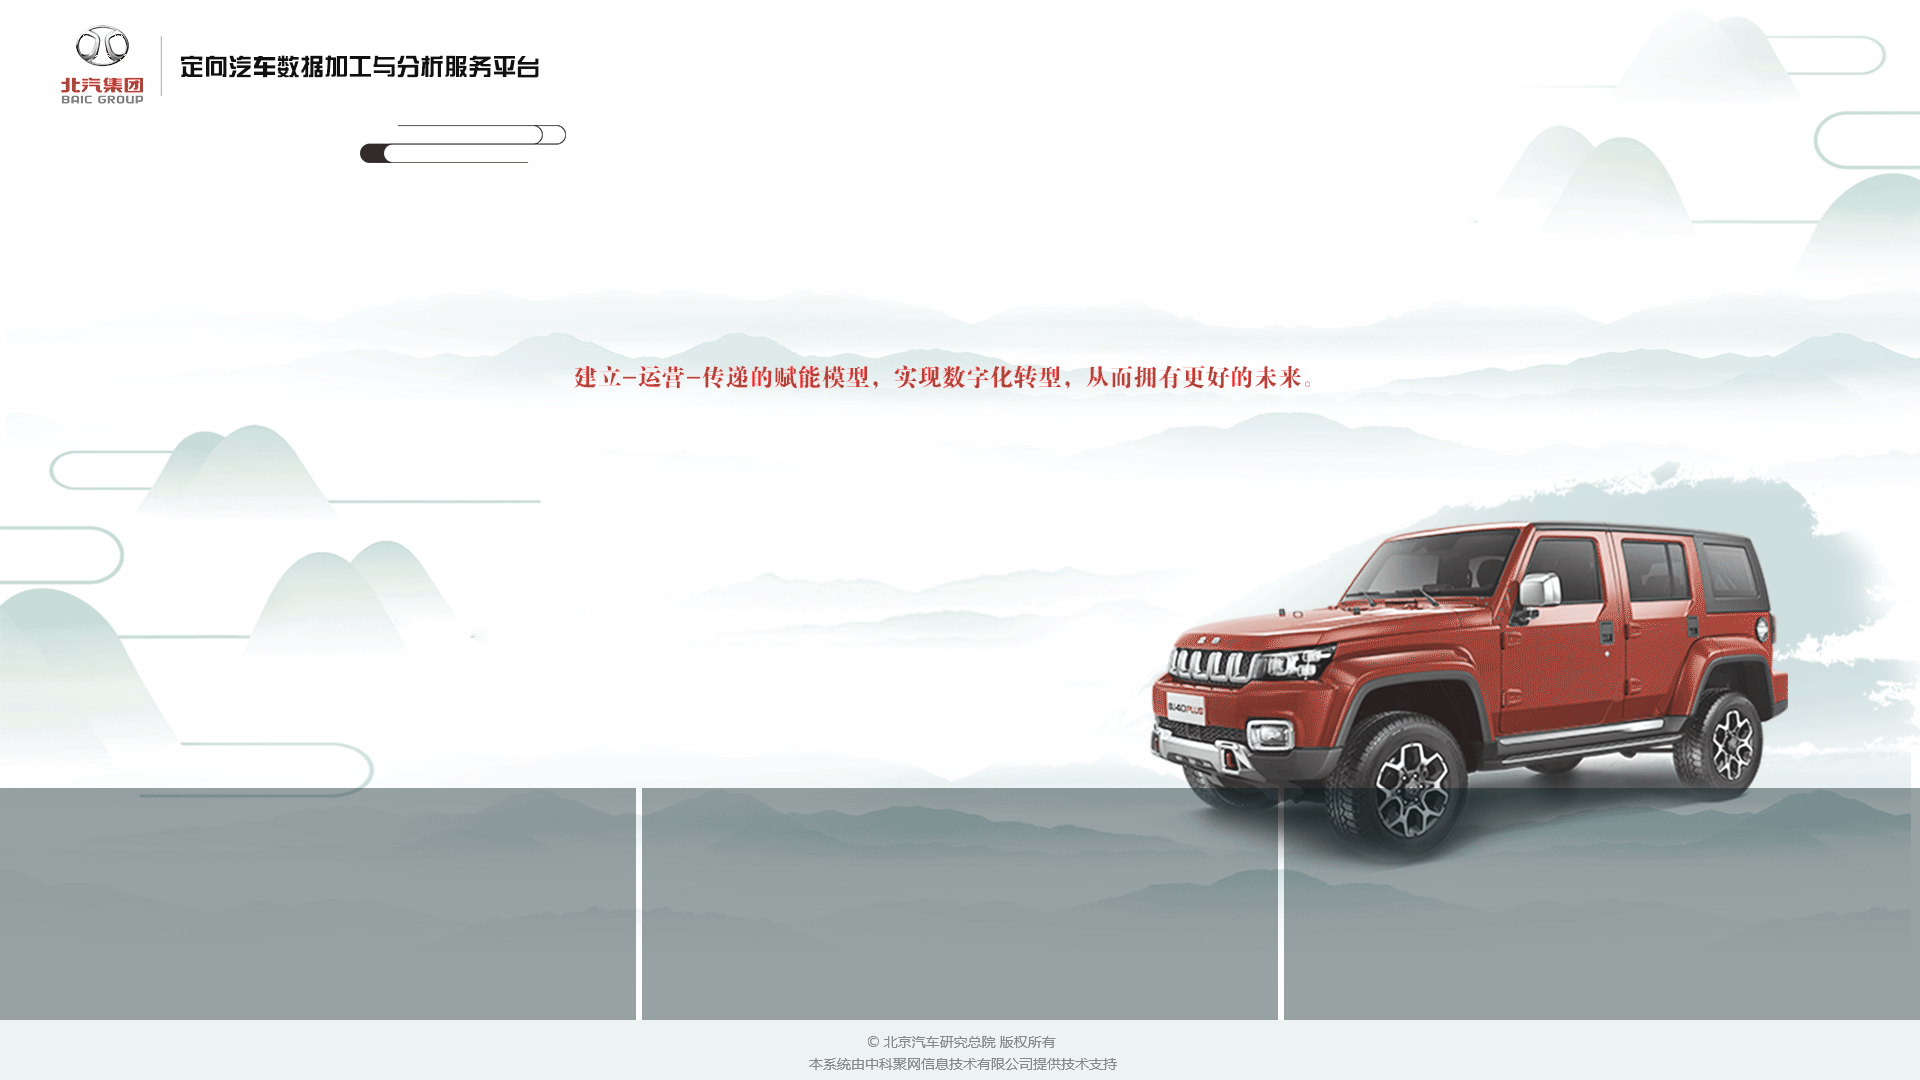 北汽集团
BAIC GROUP
定向汽车数据加工与分析服务平台
建立-运营-传递的赋能模型，实现数字化转型，从而拥有更好的未来。
BJ40PLUS
© 北京汽车研究总院 版权所有
本系统由中科聚网信息技术有限公司提供技术支持